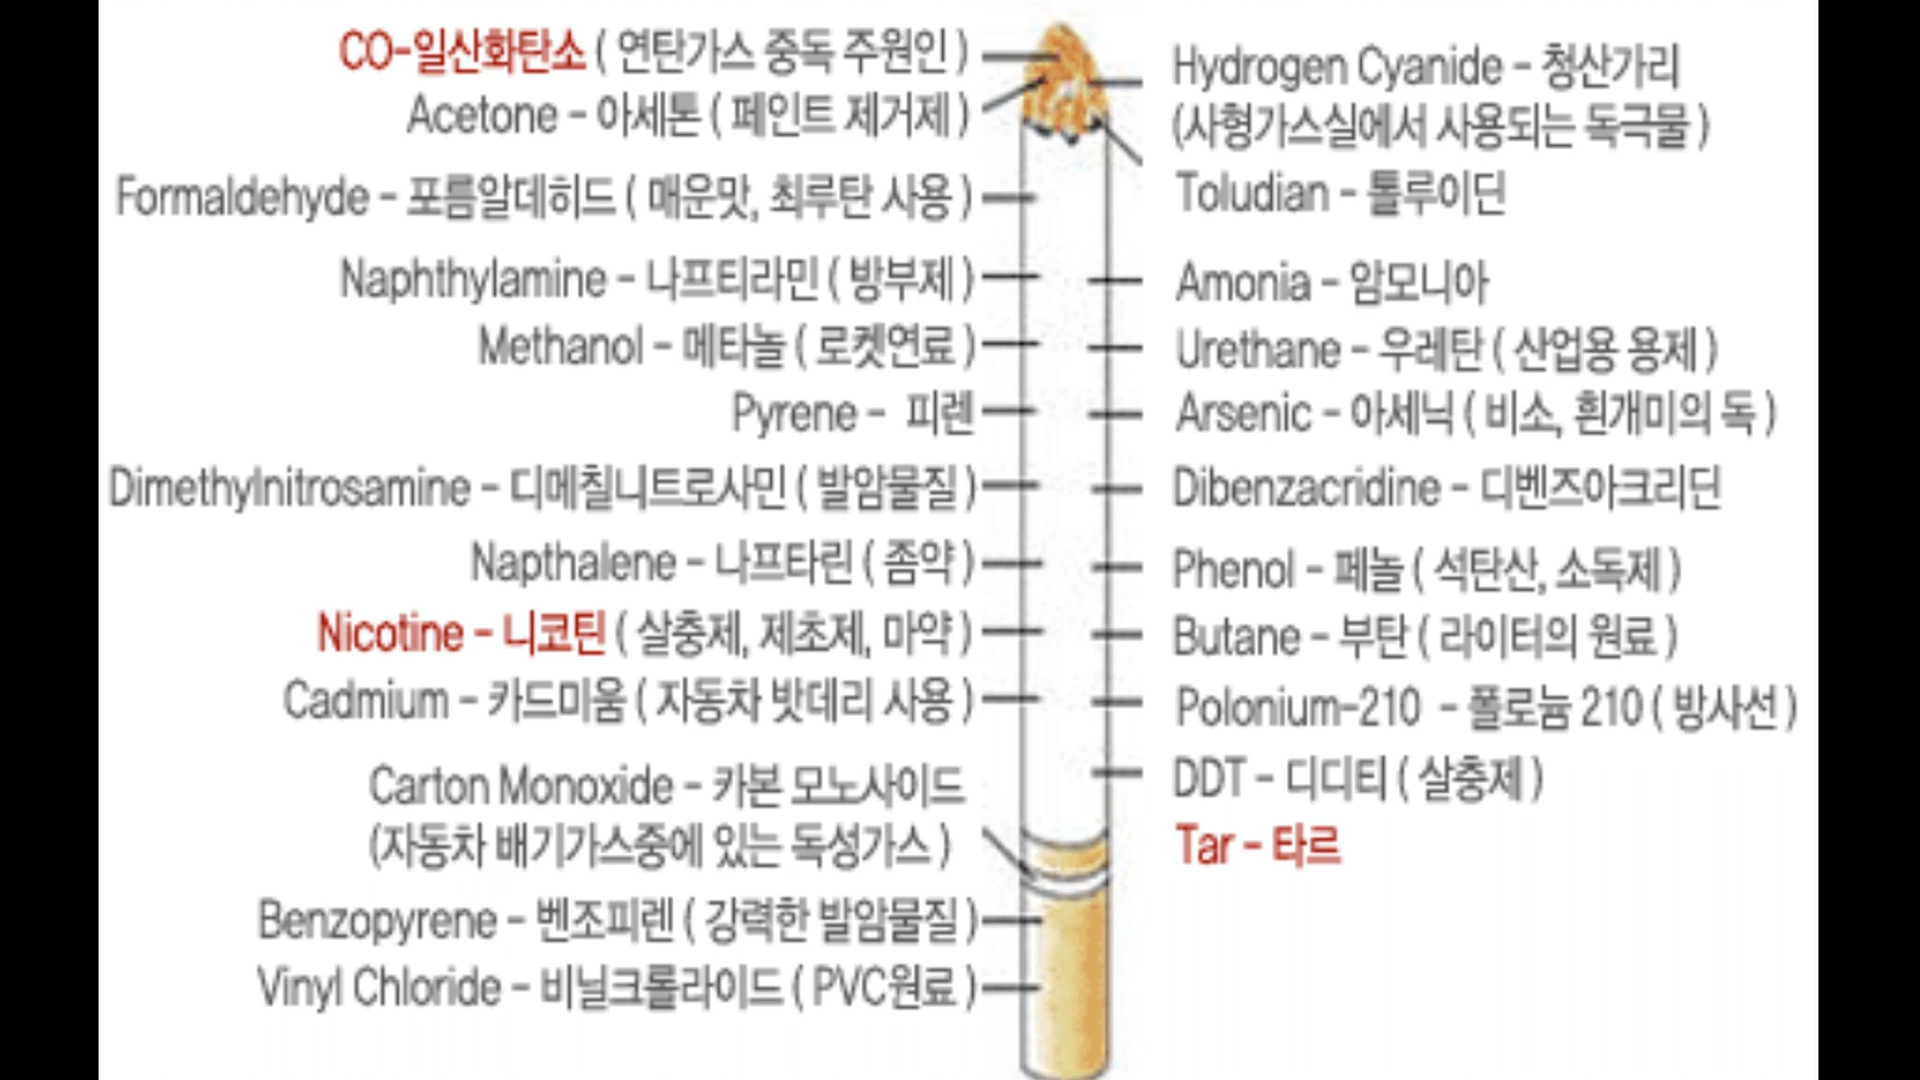 CO-일산화탄소 ( 연탄가스 중독 주원인 )
Acetone - 아세톤 ( 페인트 제거제 )
Formaldehyde - 포름알데히드 ( 매운맛, 최루탄 사용 )
Naphthylamine - 나프티라민 ( 방부제 )
Methanol - 메타놀 ( 로켓연료 )
Pyrene - 피렌
Dimethylnitrosamine - 디메칠니트로사민 ( 발암물질 )
Napthalene - 나프타린 ( 좀약 )
Nicotine - 니코틴 ( 살충제, 제초제, 마약 )
Cadmium - 카드미움 ( 자동차 밧데리 사용 )
Carton Monoxide - 카본 모노사이드
(자동차 배기가스중에 있는 독성가스 )
Benzopyrene - 벤조피렌 ( 강력한 발암물질 )
Vinyl Chloride - 비닐크롤라이드 ( PVC원료 )
Hydrogen Cyanide - 청산가리
(사형가스실에서 사용되는 독극물 )
Toludian - 톨루이딘
Amonia - 암모니아
Urethane - 우레탄 ( 산업용 용제 )
Arsenic - 아세닉 ( 비소, 흰개미의 독 )
Dibenzacridine - 디벤즈아크리딘
Phenol - 페놀 ( 석탄산, 소독제 )
Butane - 부탄 ( 라이터의 원료 )
Polonium-210 - 폴로늄 210 ( 방사선 )
DDT - 디디티 ( 살충제 )
Tar - 타르